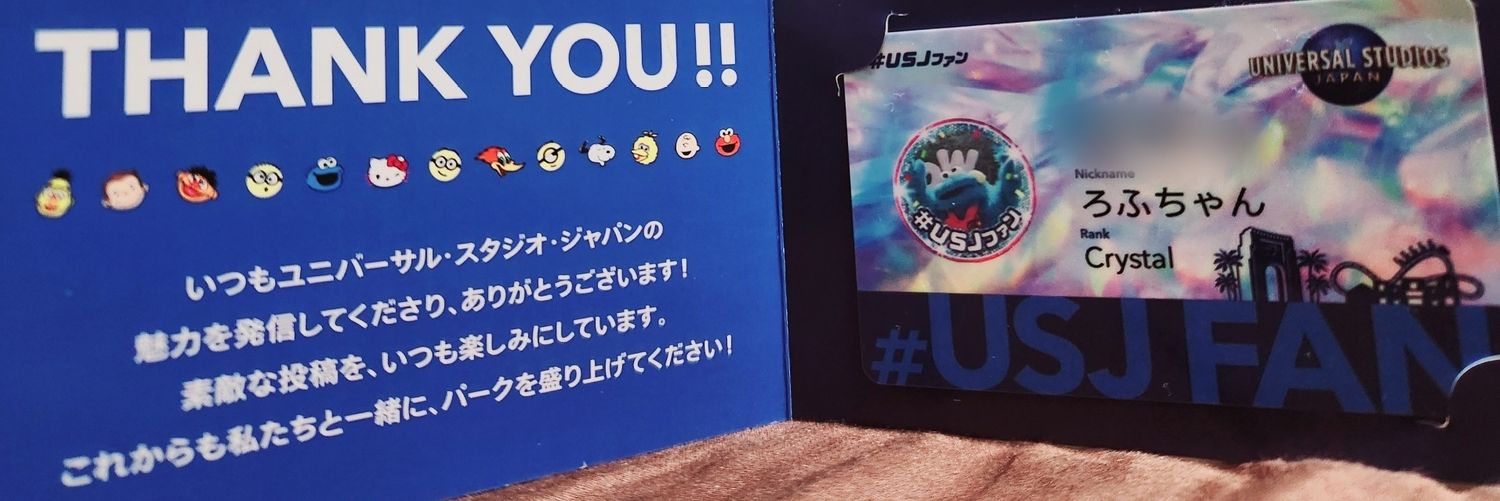 THANK YOU!!
いつもユニバーサル・スタジオ・ジャパンの
魅力を発信してくださり、ありがとうございます!
素敵な投稿を、いつも楽しみにしています。
これからも私たちと一緒に、パークを盛り上げてください!
#USJファン
UNIVERSAL STUDIOS
JAPAN
#USJファン
Nickname
ろふちゃん
Rank
Crystal
#USJ FAN